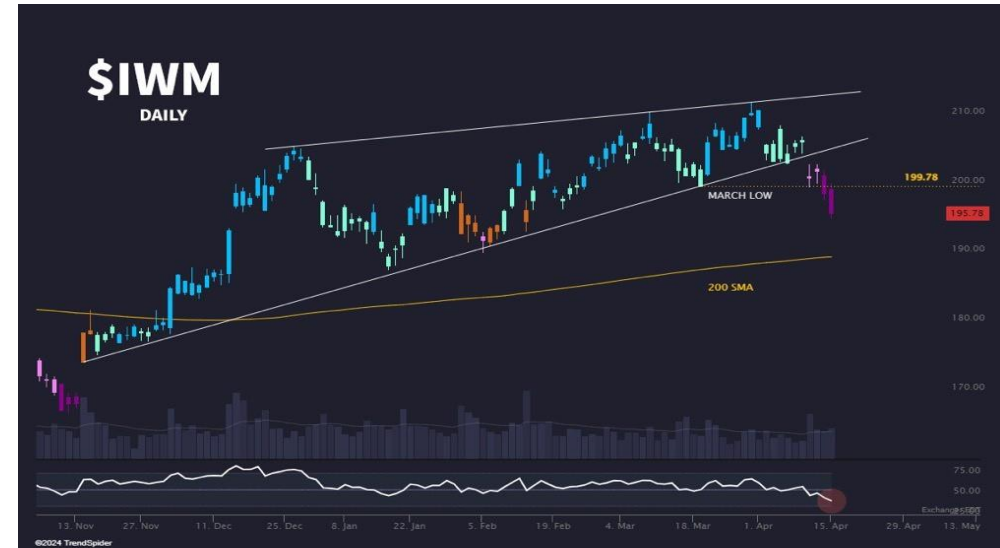 $IWM
DAILY
210.00
199.78
200.00
MARCH LOW
195.78
190.00
200 SMA
180.00
170.00
75.00
50.00
13. Nov 27. Nov 11. Dec 25. Dec 8. Jan 22. Jan 5. Feb 19. Feb 4. Mar 18. Mar 1. Apr 15. Apr 29. Apr 13. May
©2024 TrendSpider